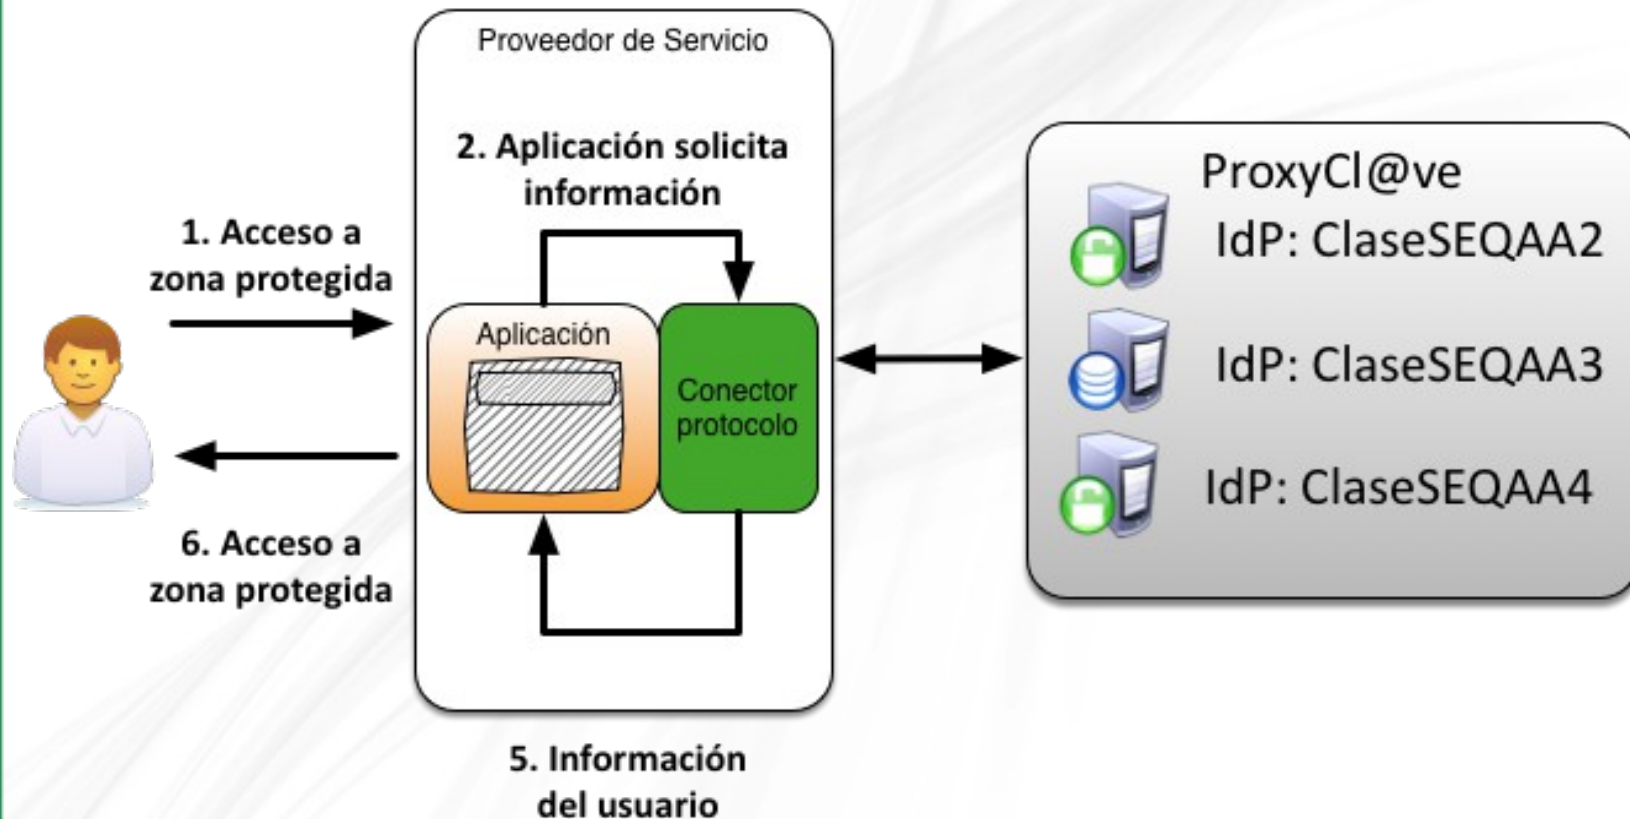 Proveedor de Servicio
2. Aplicación solicita
información
1. Acceso a
zona protegida
Aplicación
Conector
protocolo
6. Acceso a
zona protegida
5. Información
del usuario
ProxyCl@ve
IdP: ClaseSEQAA2
IdP: ClaseSEQAA3
IdP: ClaseSEQAA4